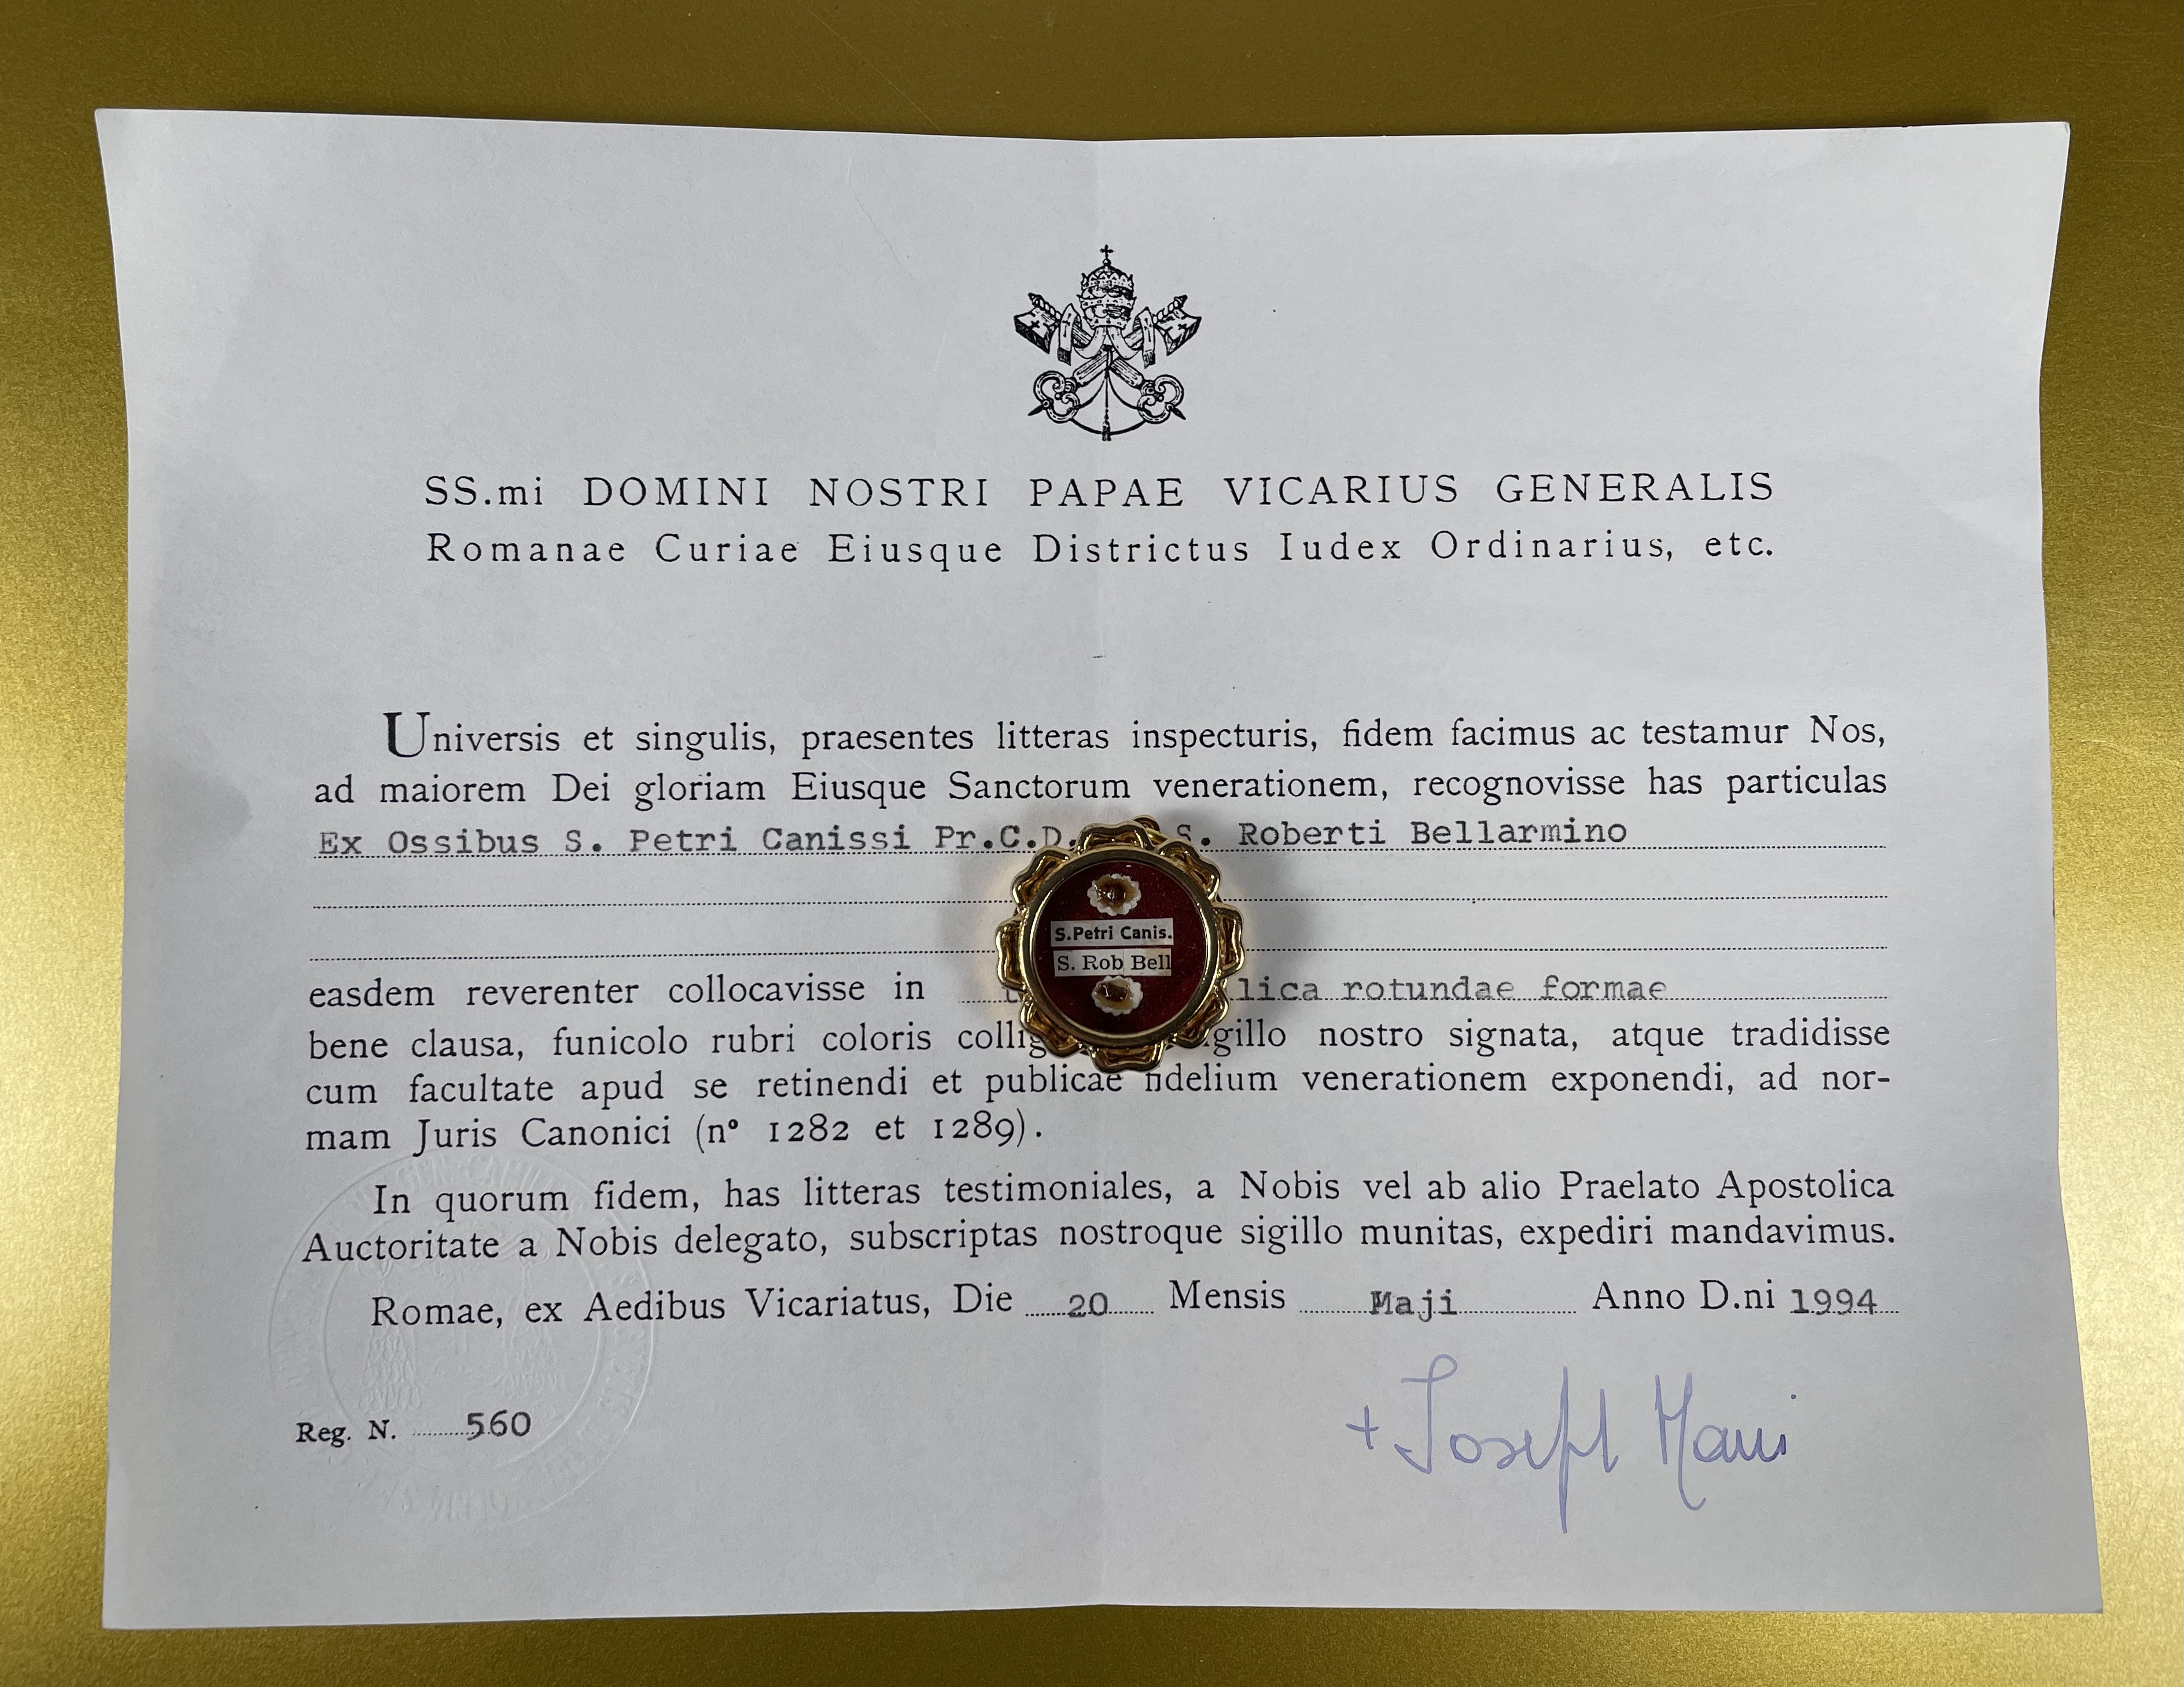 SS.mi DOMINI NOSTRI PAPAE VICARIUS GENERALIS
Romanae Curiae Eiusque Districtus Iudex Ordinarius, etc.
Universis et singulis, praesentes litteras inspecturis, fidem facimus ac testamur Nos,
ad maiorem Dei gloriam Eiusque Sanctorum venerationem, recognovisse has particulas
Ex Ossibus S. Petri Canissi Pr.C.D. S. Roberti Bellarmino
S.Petri Canis.
S. Rob Bell
easdem reverenter collocavisse in lica rotundae formae
bene clausa, funicolo rubri coloris collig gillo nostro signata, atque tradidisse
cum facultate apud se retinendi et publicae fidelium venerationem exponendi, ad nor-
mam Juris Canonici (n° 1282 et 1289).
In quorum fidem, has litteras testimoniales, a Nobis vel ab alio Praelato Apostolica
Auctoritate a Nobis delegato, subscriptas nostroque sigillo munitas, expediri mandavimus.
Romae, ex Aedibus Vicariatus, Die 20 Mensis Maji Anno D.ni 1994
+ Joseph
Reg. N. 560